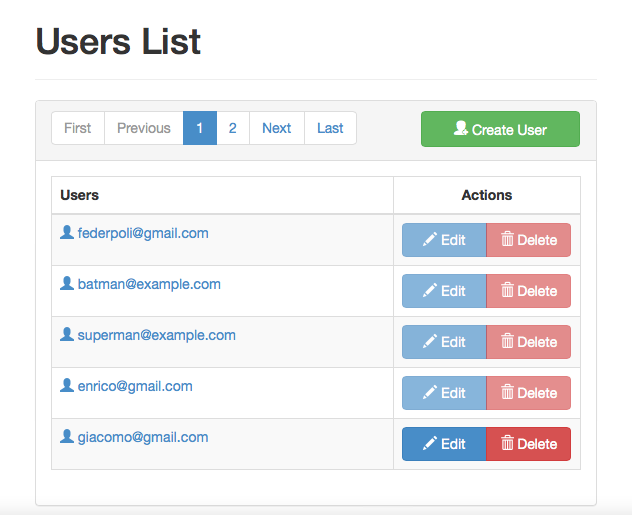 Users List
First Previous 1 2 Next Last Create User
Users Actions
federpoli@gmail.com Edit Delete
batman@example.com Edit Delete
superman@example.com Edit Delete
enrico@gmail.com Edit Delete
giacomo@gmail.com Edit Delete